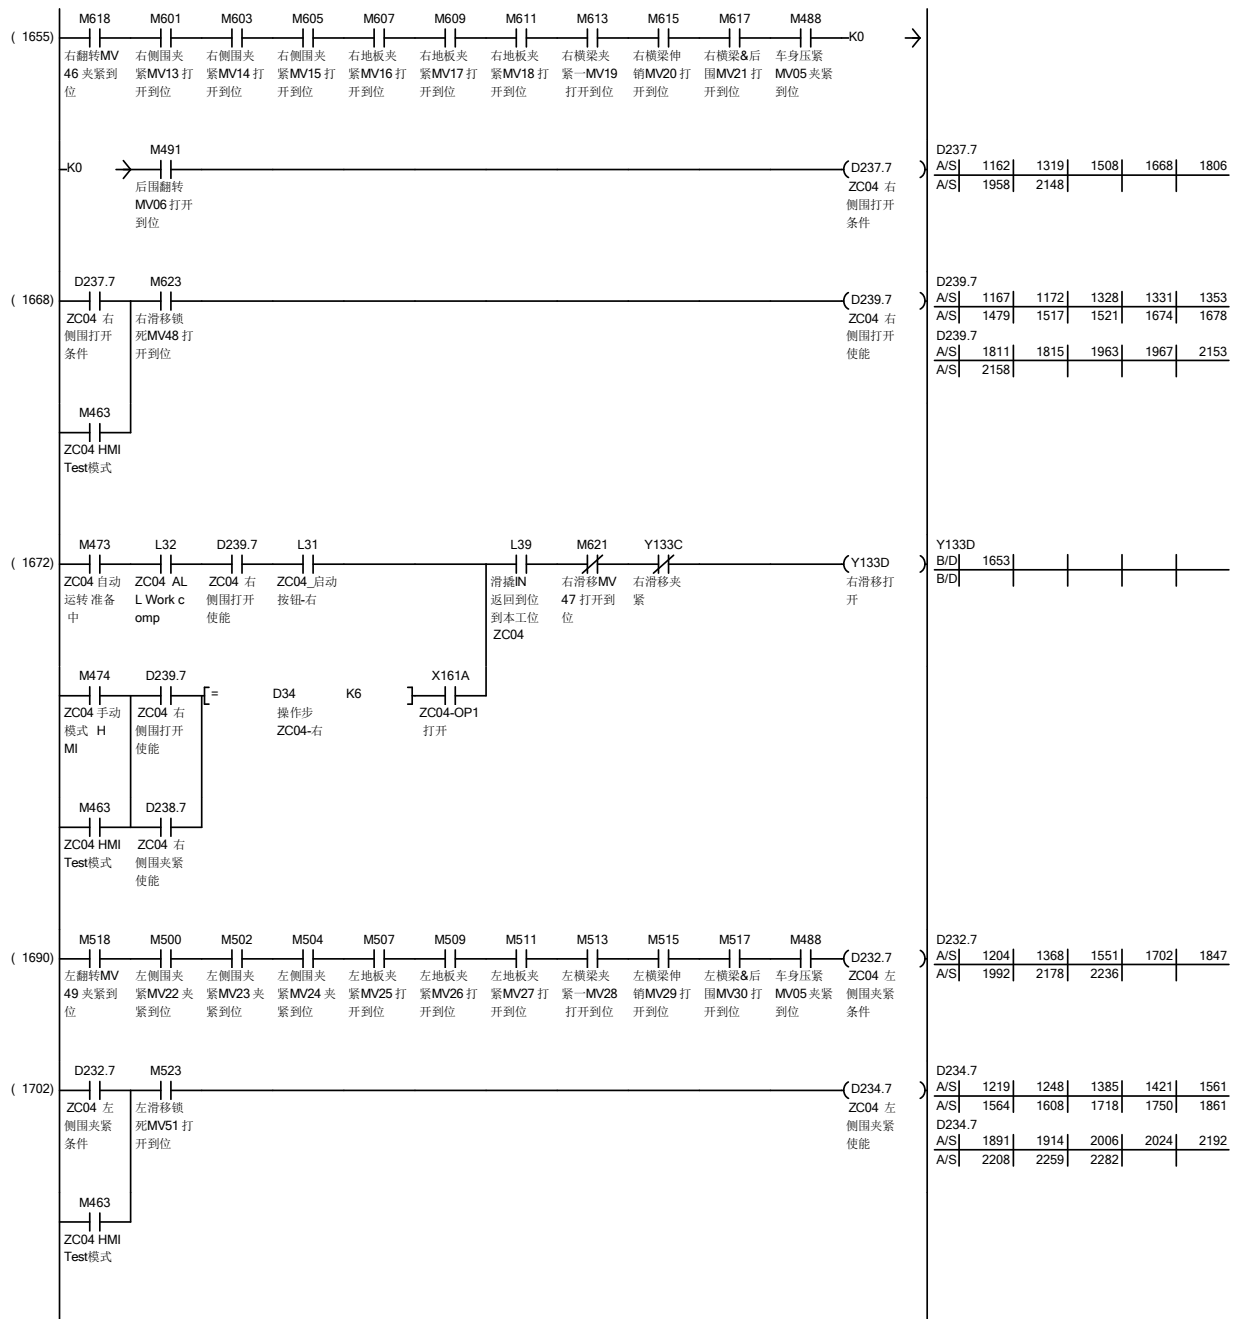 M618 M601 M603 M605 M607 M609 M611 M613 M615 M617 M488
( 1655) K0
右翻转MV 右侧围夹 右侧围夹 右侧围夹 右地板夹 右地板夹 右地板夹 右横梁夹 右横梁伸 右横梁&后 车身压紧
46 夹紧到 紧MV13 打 紧MV14 打 紧MV15 打 紧MV16 打 紧MV17 打 紧MV18 打 紧一MV19 销MV20 打 围MV21 打 MV05 夹紧
位 开到位 开到位 开到位 开到位 开到位 开到位 打开到位 开到位 开到位 到位
M491 D237.7
K0 D237.7 A/S 1162 1319 1508 1668 1806
后围翻转 ZC04 右 A/S 1958 2148
MV06 打开 侧围打开
到位 条件
D237.7 M623 D239.7
( 1668) D239.7 A/S 1167 1172 1328 1331 1353
ZC04 右 右滑移锁 ZC04 右 A/S 1479 1517 1521 1674 1678
侧围打开 死MV48 打 侧围打开 D239.7
条件 开到位 使能 A/S 1811 1815 1963 1967 2153
A/S 2158
M463
ZC04 HMI
Test模式
M473 L32 D239.7 L31 L39 M621 Y133C Y133D
( 1672) Y133D B/D 1653
ZC04 自动 ZC04 AL ZC04 右 ZC04_启动 滑撬IN 右滑移MV 右滑移夹 右滑移打 B/D
运转 准备 L Work c 侧围打开 按钮-右 返回到位 47 打开到 紧 开
中 omp 使能 到本工位 位
ZC04
M474 D239.7 X161A
= D34 K6
ZC04 手动 ZC04 右 操作步 ZC04-OP1
模式 H 侧围打开 ZC04-右 打开
MI 使能
M463 D238.7
ZC04 HMI ZC04 右
Test模式 侧围夹紧
使能
M518 M500 M502 M504 M507 M509 M511 M513 M515 M517 M488 D232.7
( 1690) D232.7 A/S 1204 1368 1551 1702 1847
左翻转MV 左侧围夹 左侧围夹 左侧围夹 左地板夹 左地板夹 左地板夹 左横梁夹 左横梁伸 左横梁&后 车身压紧 ZC04 左 A/S 1992 2178 2236
49 夹紧到 紧MV22 夹 紧MV23 夹 紧MV24 夹 紧MV25 打 紧MV26 打 紧MV27 打 紧一MV28 销MV29 打 围MV30 打 MV05 夹紧 侧围夹紧
位 紧到位 紧到位 紧到位 开到位 开到位 开到位 打开到位 开到位 开到位 到位 条件
D232.7 M523 D234.7
( 1702) D234.7 A/S 1219 1248 1385 1421 1561
ZC04 左 左滑移锁 ZC04 左 A/S 1564 1608 1718 1750 1861
侧围夹紧 死MV51 打 侧围夹紧 D234.7
条件 开到位 使能 A/S 1891 1914 2006 2024 2192
A/S 2208 2259 2282
M463
ZC04 HMI
Test模式